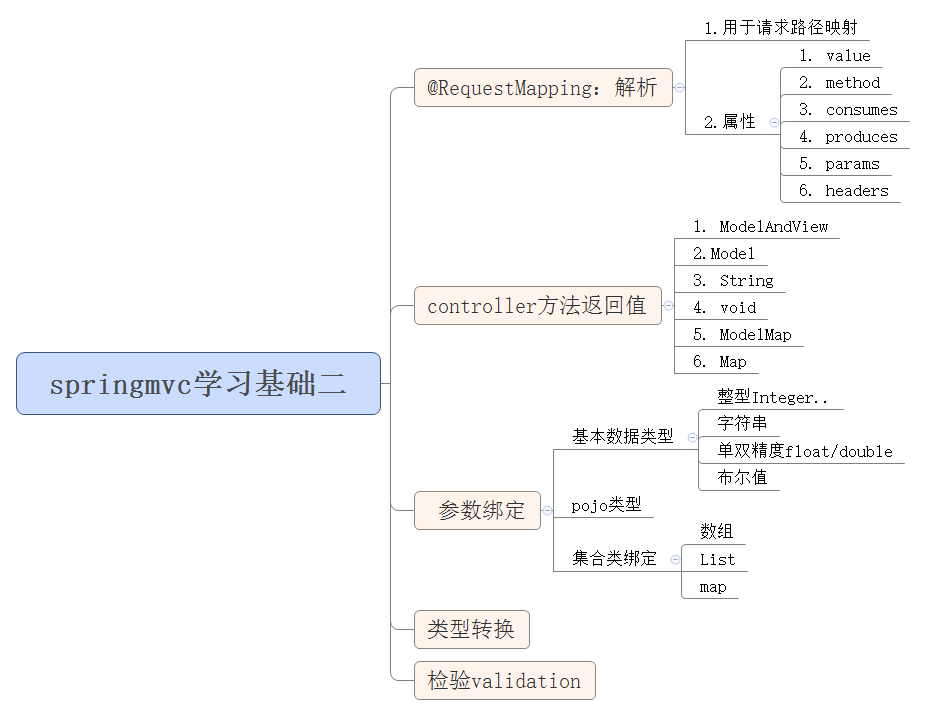 springmvc学习基础二
@RequestMapping：解析
1.用于请求路径映射
2.属性
1. value
2. method
3. consumes
4. produces
5. params
6. headers
controller方法返回值
1. ModelAndView
2.Model
3. String
4. void
5. ModelMap
6. Map
参数绑定
基本数据类型
整型Integer..
字符串
单双精度float/double
布尔值
pojo类型
集合类绑定
数组
List
map
类型转换
检验validation